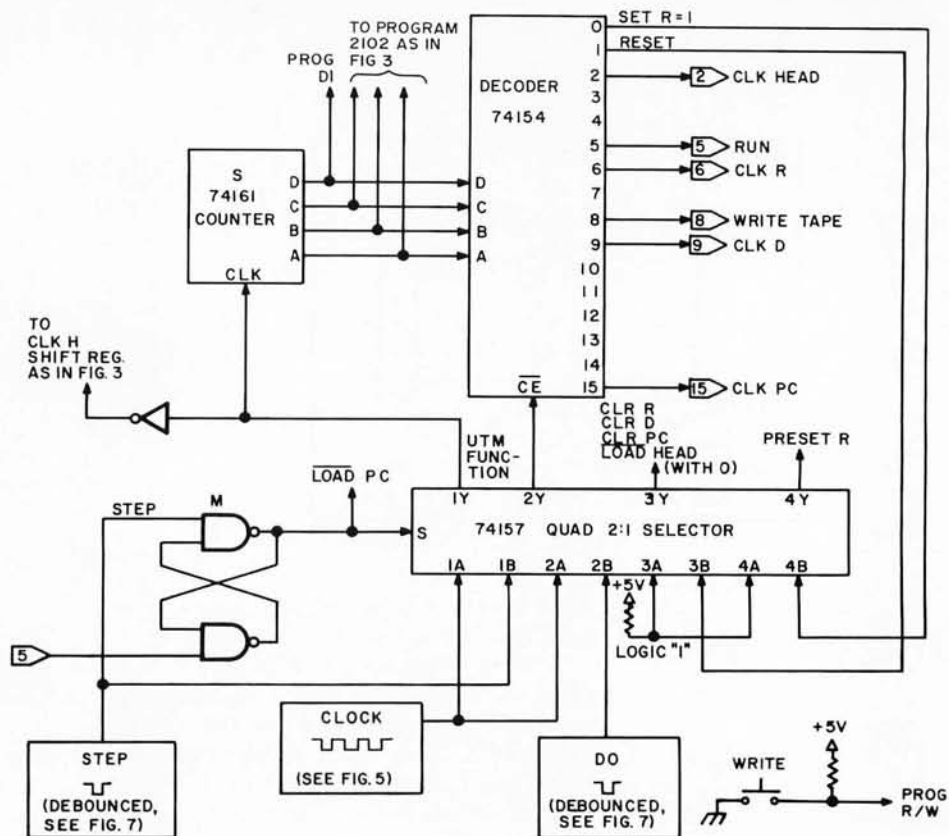 TO PROGRAM
2102 AS IN
FIG 3
PROG
DI
DECODER
74154
0
1
2
3
4
5
6
7
8
9
10
11
12
13
14
15
SET R=1
RESET
2 CLK HEAD
5 RUN
6 CLK R
8 WRITE TAPE
9 CLK D
15 CLK PC
S
74161
COUNTER
D
C
B
A
CLK
D
C
B
A
CE
TO
CLK H
SHIFT REG.
AS IN FIG. 3
UTM
FUNC-
TION
CLR R
CLR D
CLR PC
LOAD HEAD
(WITH 0)
PRESET R
LOAD PC
STEP
M
1Y 2Y 3Y 4Y
S
74157 QUAD 2:1 SELECTOR
1A 1B 2A 2B 3A 3B 4A 4B
+5V
LOGIC "1"
5
STEP
(DEBOUNCED,
SEE FIG. 7)
CLOCK
(SEE FIG. 5)
DO
(DEBOUNCED,
SEE FIG. 7)
WRITE
+5V
PROG
R/W